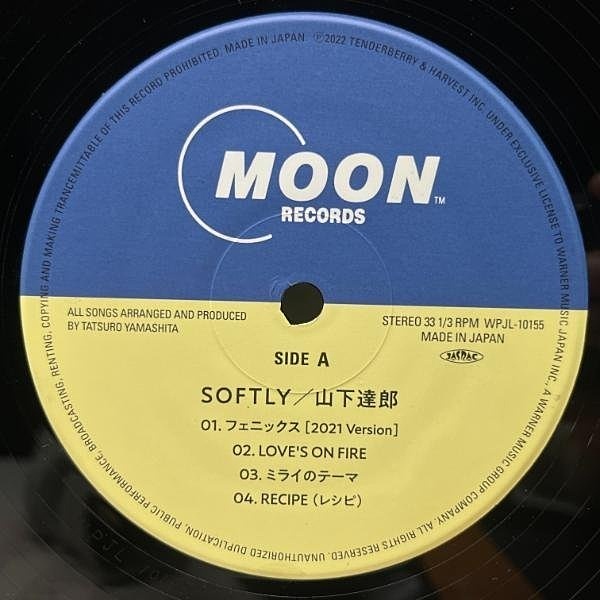 PUBLIC PERFORMANCE, BROADCASTING, RENTING, COPYING AND MAKING TRANCEMITTABLE OF THIS RECORD PROHIBITED. MADE IN JAPAN ℗2022 TENDERBERRY & HARVEST INC. UNDER EXCLUSIVE LICENSE TO WARNER MUSIC JAPAN INC., A WARNER MUSIC GROUP COMPANY. ALL RIGHTS RESERVED. UNAUTHORIZED DUPLICATION,
MOON TM
RECORDS
ALL SONGS ARRANGED AND PRODUCED
BY TATSURO YAMASHITA
STEREO 33 1/3 RPM WPJL-10155
MADE IN JAPAN
JASRAC
SIDE A
SOFTLY/山下達郎
01. フェニックス [2021 Version]
02. LOVE'S ON FIRE
03. ミライのテーマ
04. RECIPE (レシピ)